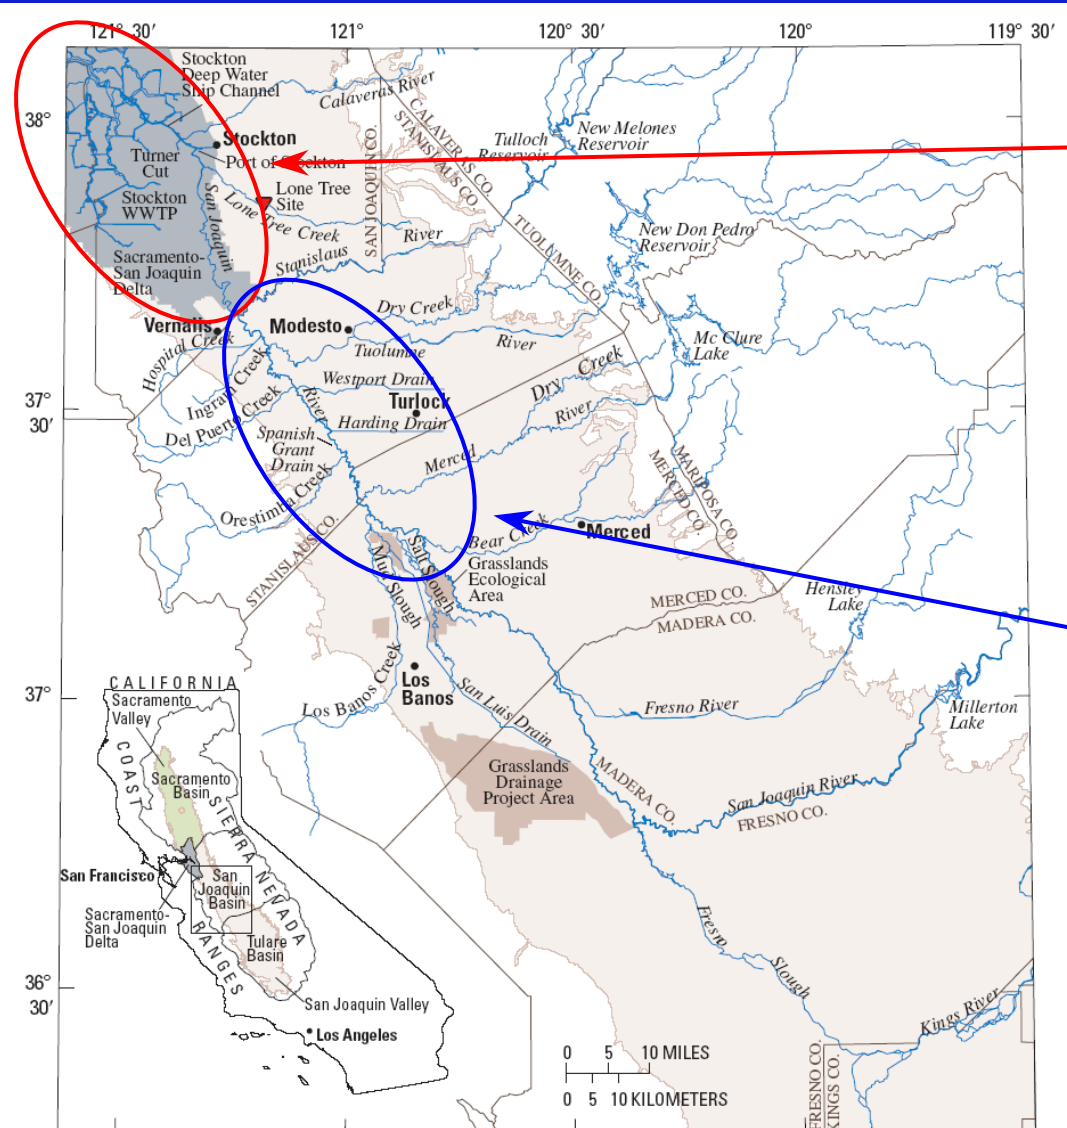 121° 30'
121°
120° 30'
120°
119° 30'
38°
37°
30'
37°
36°
30'
Stockton
Deep Water
Ship Channel
Calaveras River
CALAVERAS CO.
STANISLAUS CO.
SAN JOAQUIN CO.
Tulloch
Reservoir
New Melones
Reservoir
Stockton
Port of Stockton
Turner
Cut
Stockton
WWTP
San Joaquin
Lone Tree
Site
Lone Tree Creek
Stanislaus
River
TUOLUMNE CO.
New Don Pedro
Reservoir
Sacramento-
San Joaquin
Delta
Vernalis
Modesto
Dry Creek
Tuolumne
River
Mc Clure
Lake
Hospital Creek
Ingram Creek
Del Puerto Creek
River
Westport Drain
Turlock
Harding Drain
Dry Creek
River
Merced
Spanish
Grant
Drain
Orestimba Creek
STANISLAUS CO.
MARIPOSA CO.
MERCED CO.
Bear Creek
Merced
Mud Slough
Salt Slough
Grasslands
Ecological
Area
MERCED CO.
MADERA CO.
Hensley
Lake
Los Banos Creek
Los
Banos
San Luis Drain
Fresno River
Millerton
Lake
Grasslands
Drainage
Project Area
MADERA CO.
San Joaquin River
FRESNO CO.
Fresno
Slough
Kings River
FRESNO CO.
KINGS CO.
CALIFORNIA
Sacramento
Valley
COAST
RANGES
Sacramento
Basin
SIERRA NEVADA
San Francisco
San
Joaquin
Basin
Sacramento-
San Joaquin
Delta
Tulare
Basin
San Joaquin Valley
Los Angeles
0 5 10 MILES
0 5 10 KILOMETERS